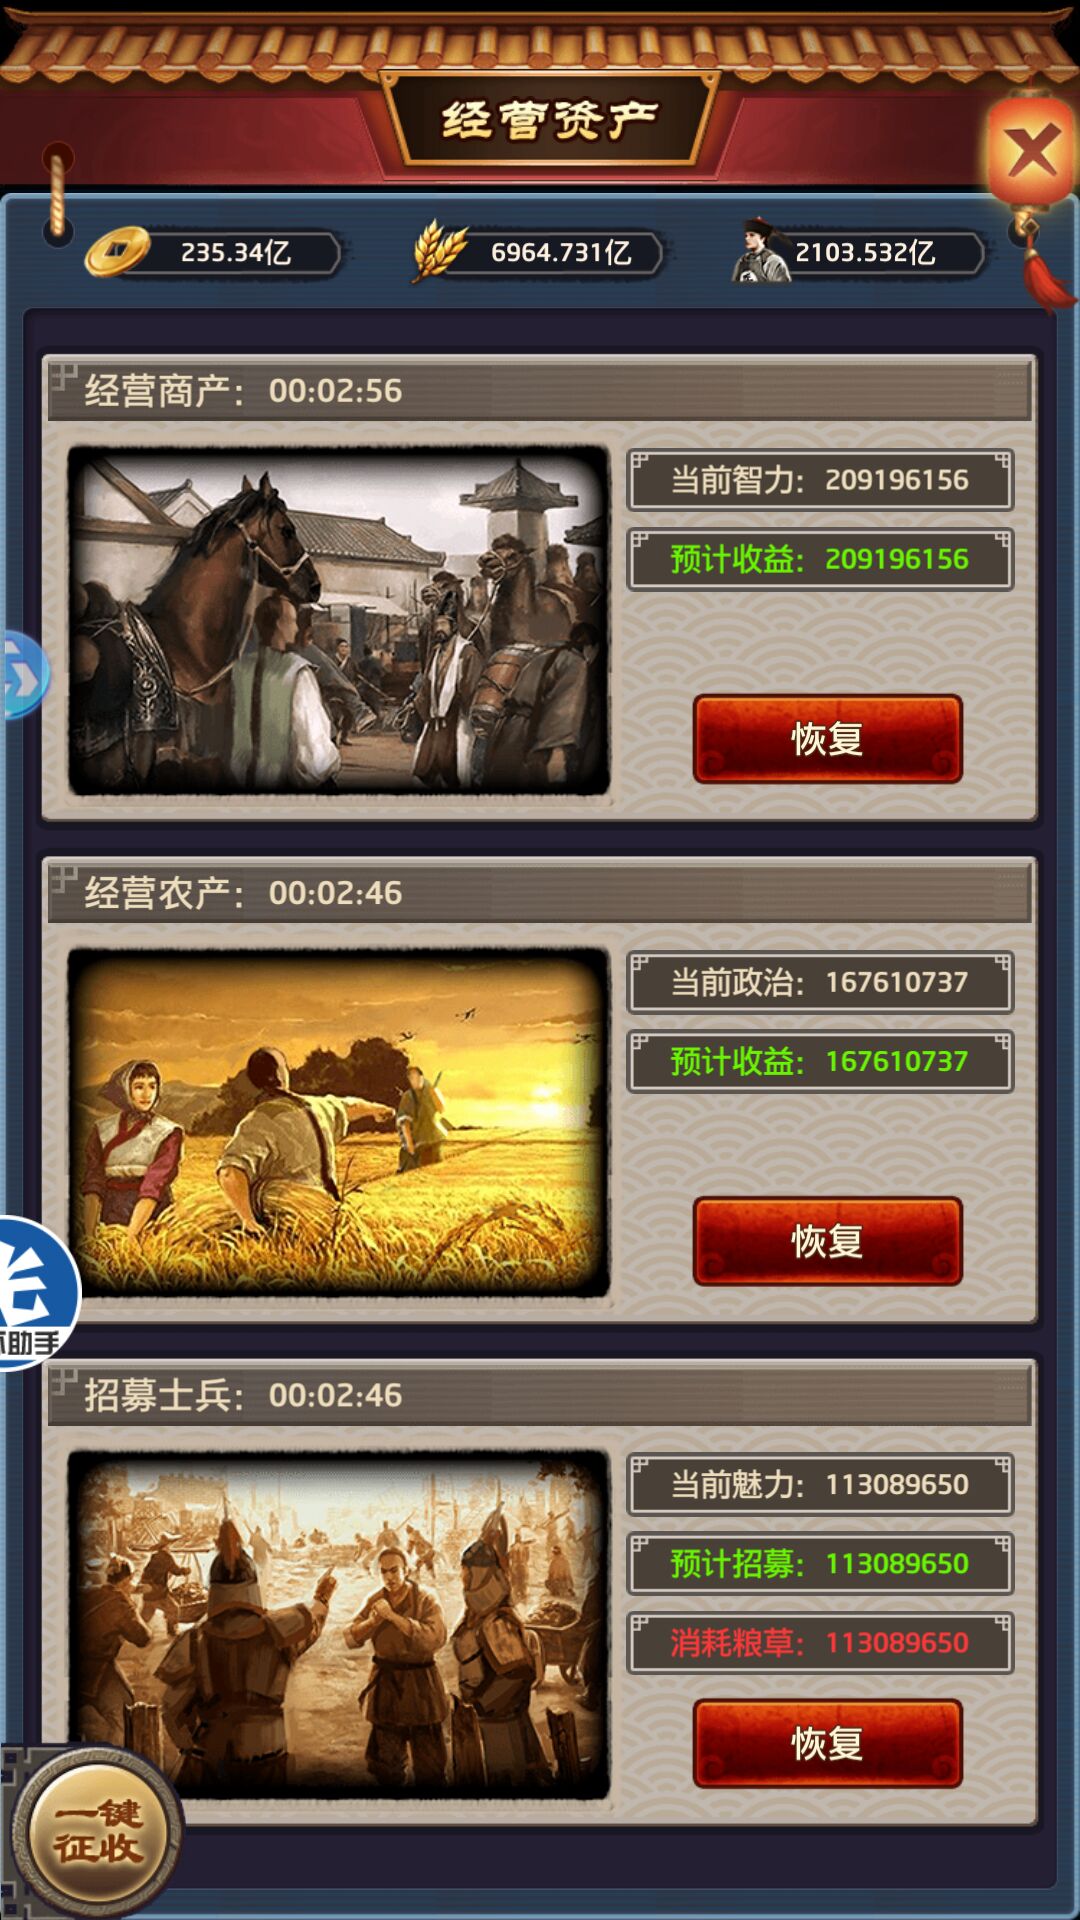 经营资产
235.34亿
6964.731亿
2103.532亿
经营商产：00:02:56
当前智力：209196156
预计收益：209196156
恢复
经营农产：00:02:46
当前政治：167610737
预计收益：167610737
恢复
助手
招募士兵：00:02:46
当前魅力：113089650
预计招募：113089650
消耗粮草：113089650
恢复
一键
征收